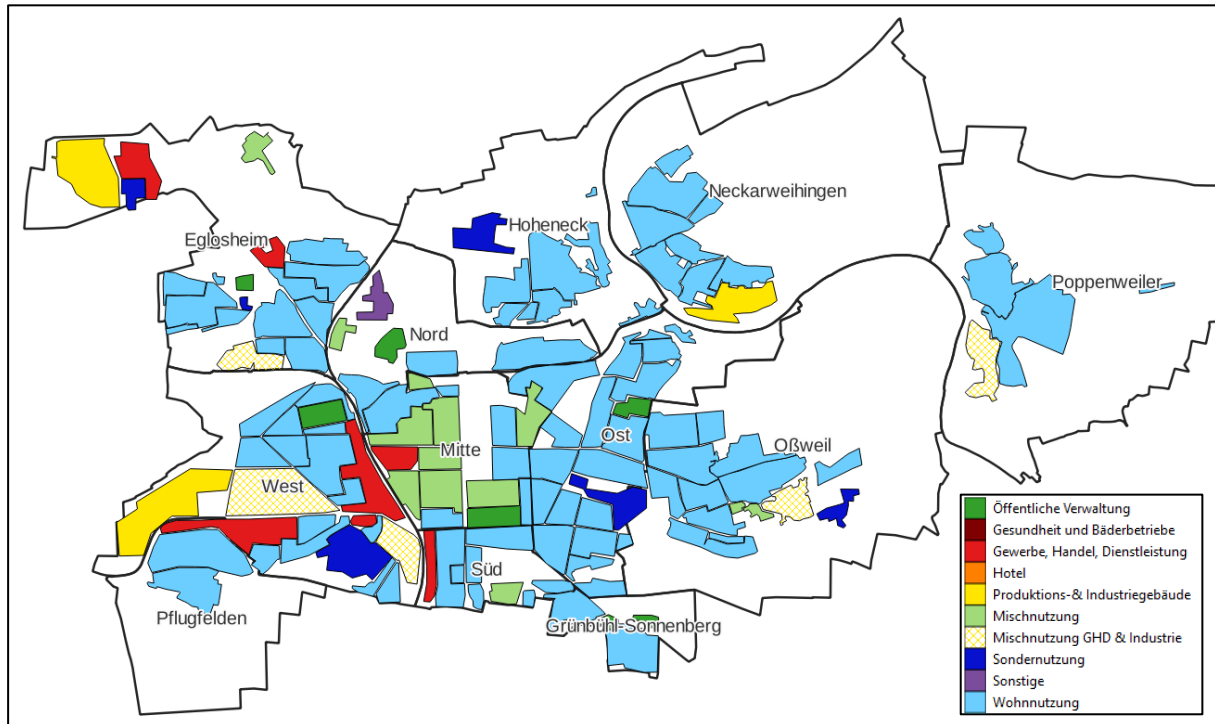 Neckarweihingen
Hoheneck
Eglosheim
Poppenweiler
Nord
Ost
Oßweil
Mitte
West
Süd
Pflugfelden
Grünbühl-Sonnenberg
Öffentliche Verwaltung
Gesundheit und Bäderbetriebe
Gewerbe, Handel, Dienstleistung
Hotel
Produktions-& Industriegebäude
Mischnutzung
Mischnutzung GHD & Industrie
Sondernutzung
Sonstige
Wohnnutzung